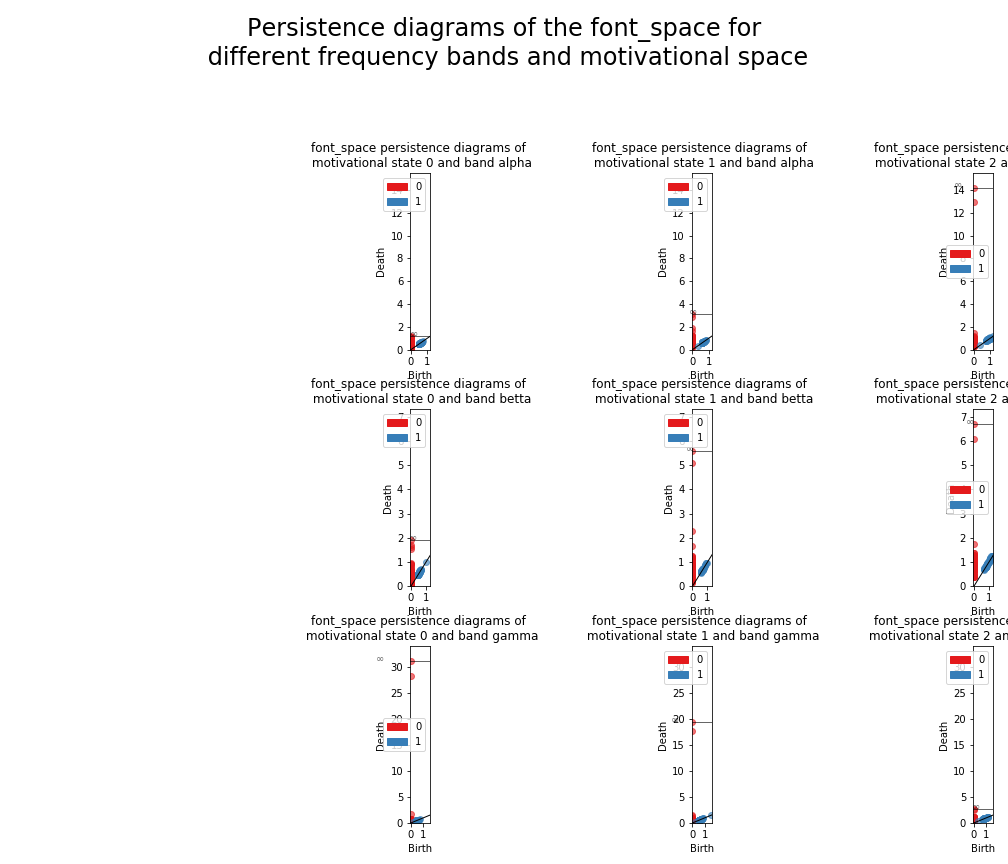 Persistence diagrams of the font_space for
different frequency bands and motivational space
font_space persistence diagrams of
motivational state 0 and band alpha
font_space persistence diagrams of
motivational state 1 and band alpha
font_space persistence
motivational state 2 a
0
1
12
10
8
6
4
2
0
Death
∞
0 1
Birth
0
1
12
10
8
6
4
2
0
Death
∞
0 1
Birth
14
12
10
0
1
6
4
2
0
Death
∞
0 1
Birth
font_space persistence diagrams of
motivational state 0 and band betta
font_space persistence diagrams of
motivational state 1 and band betta
font_space persistence
motivational state 2 a
0
1
5
4
3
2
1
0
Death
∞
0 1
Birth
0
1
5
4
3
2
1
0
Death
∞
0 1
Birth
7
6
5
0
1
3
2
1
0
∞
0 1
Birth
font_space persistence diagrams of
motivational state 0 and band gamma
font_space persistence diagrams of
motivational state 1 and band gamma
font_space persistence
motivational state 2 an
∞
30
25
20
0
1
15
10
5
0
Death
0 1
Birth
0
1
30
25
20
15
10
5
0
Death
∞
0 1
Birth
0
1
30
25
20
15
10
5
0
Death
∞
0 1
Birth